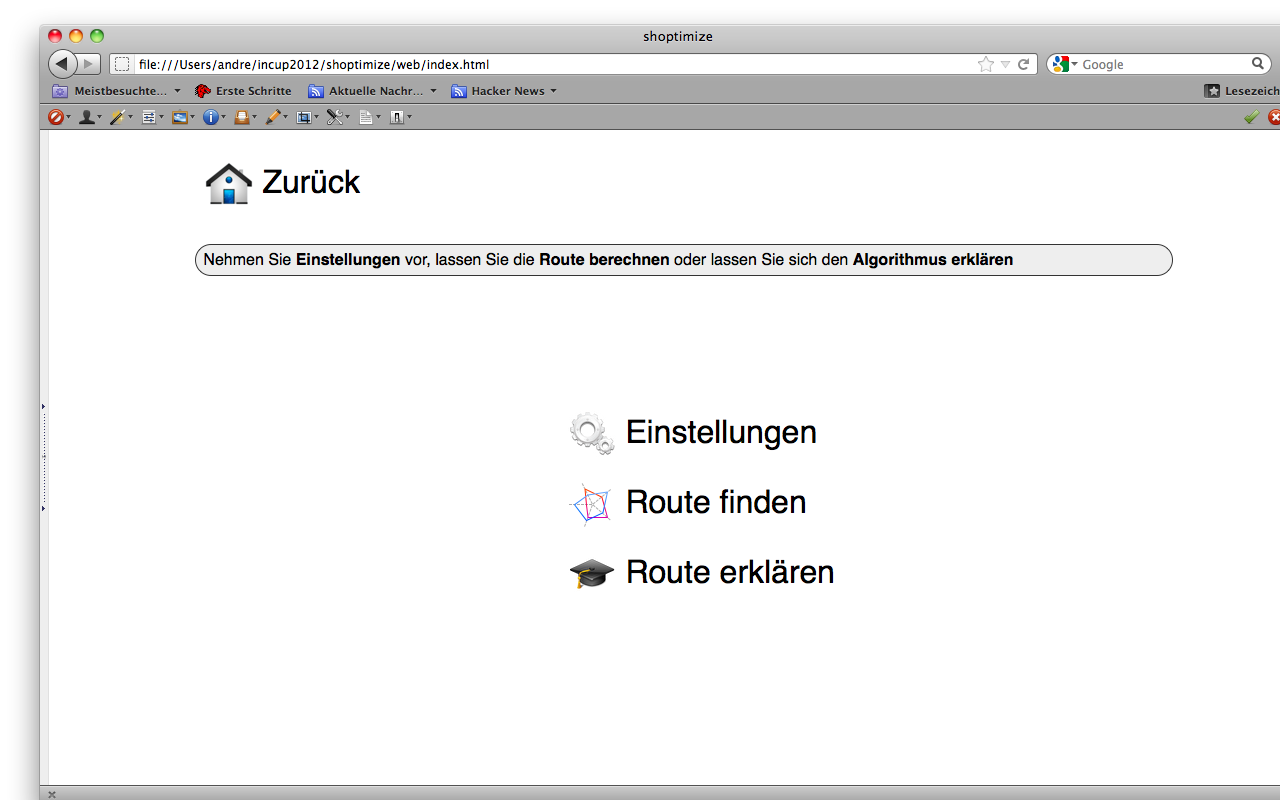 shoptimize
file:///Users/andre/incup2012/shoptimize/web/index.html
Google
Meistbesuchte... Erste Schritte Aktuelle Nachr... Hacker News Lesezeich
Zurück
Nehmen Sie Einstellungen vor, lassen Sie die Route berechnen oder lassen Sie sich den Algorithmus erklären
Einstellungen
Route finden
Route erklären